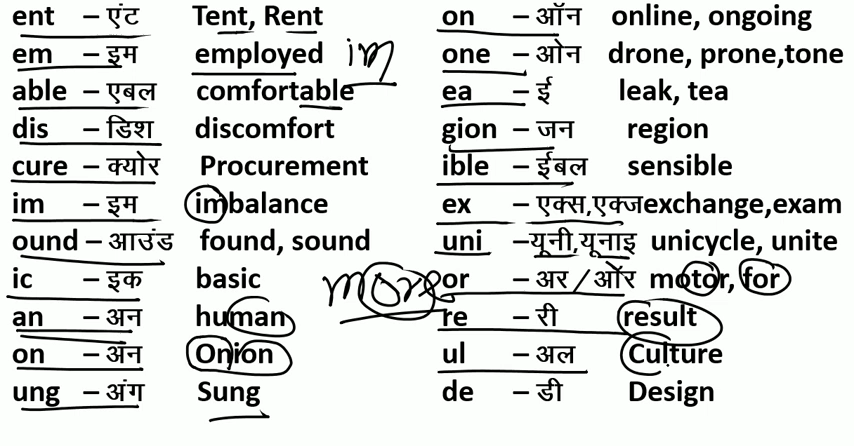 ent – एंट Tent, Rent
em – इम employed im
able – एबल comfortable
dis – डिश discomfort
cure – क्योर Procurement
im – इम imbalance
ound – आउंड found, sound
ic – इक basic
an – अन human
on – अन Onion
ung – अंग Sung
more
on – ऑन online, ongoing
one – ओन drone, prone,tone
ea – ई leak, tea
gion – जन region
ible – ईबल sensible
ex – एक्स,एक्जexchange,exam
uni –यूनी,यूनाइ unicycle, unite
or – अर /ऑर motor, for
re – री result
ul – अल Culture
de – डी Design